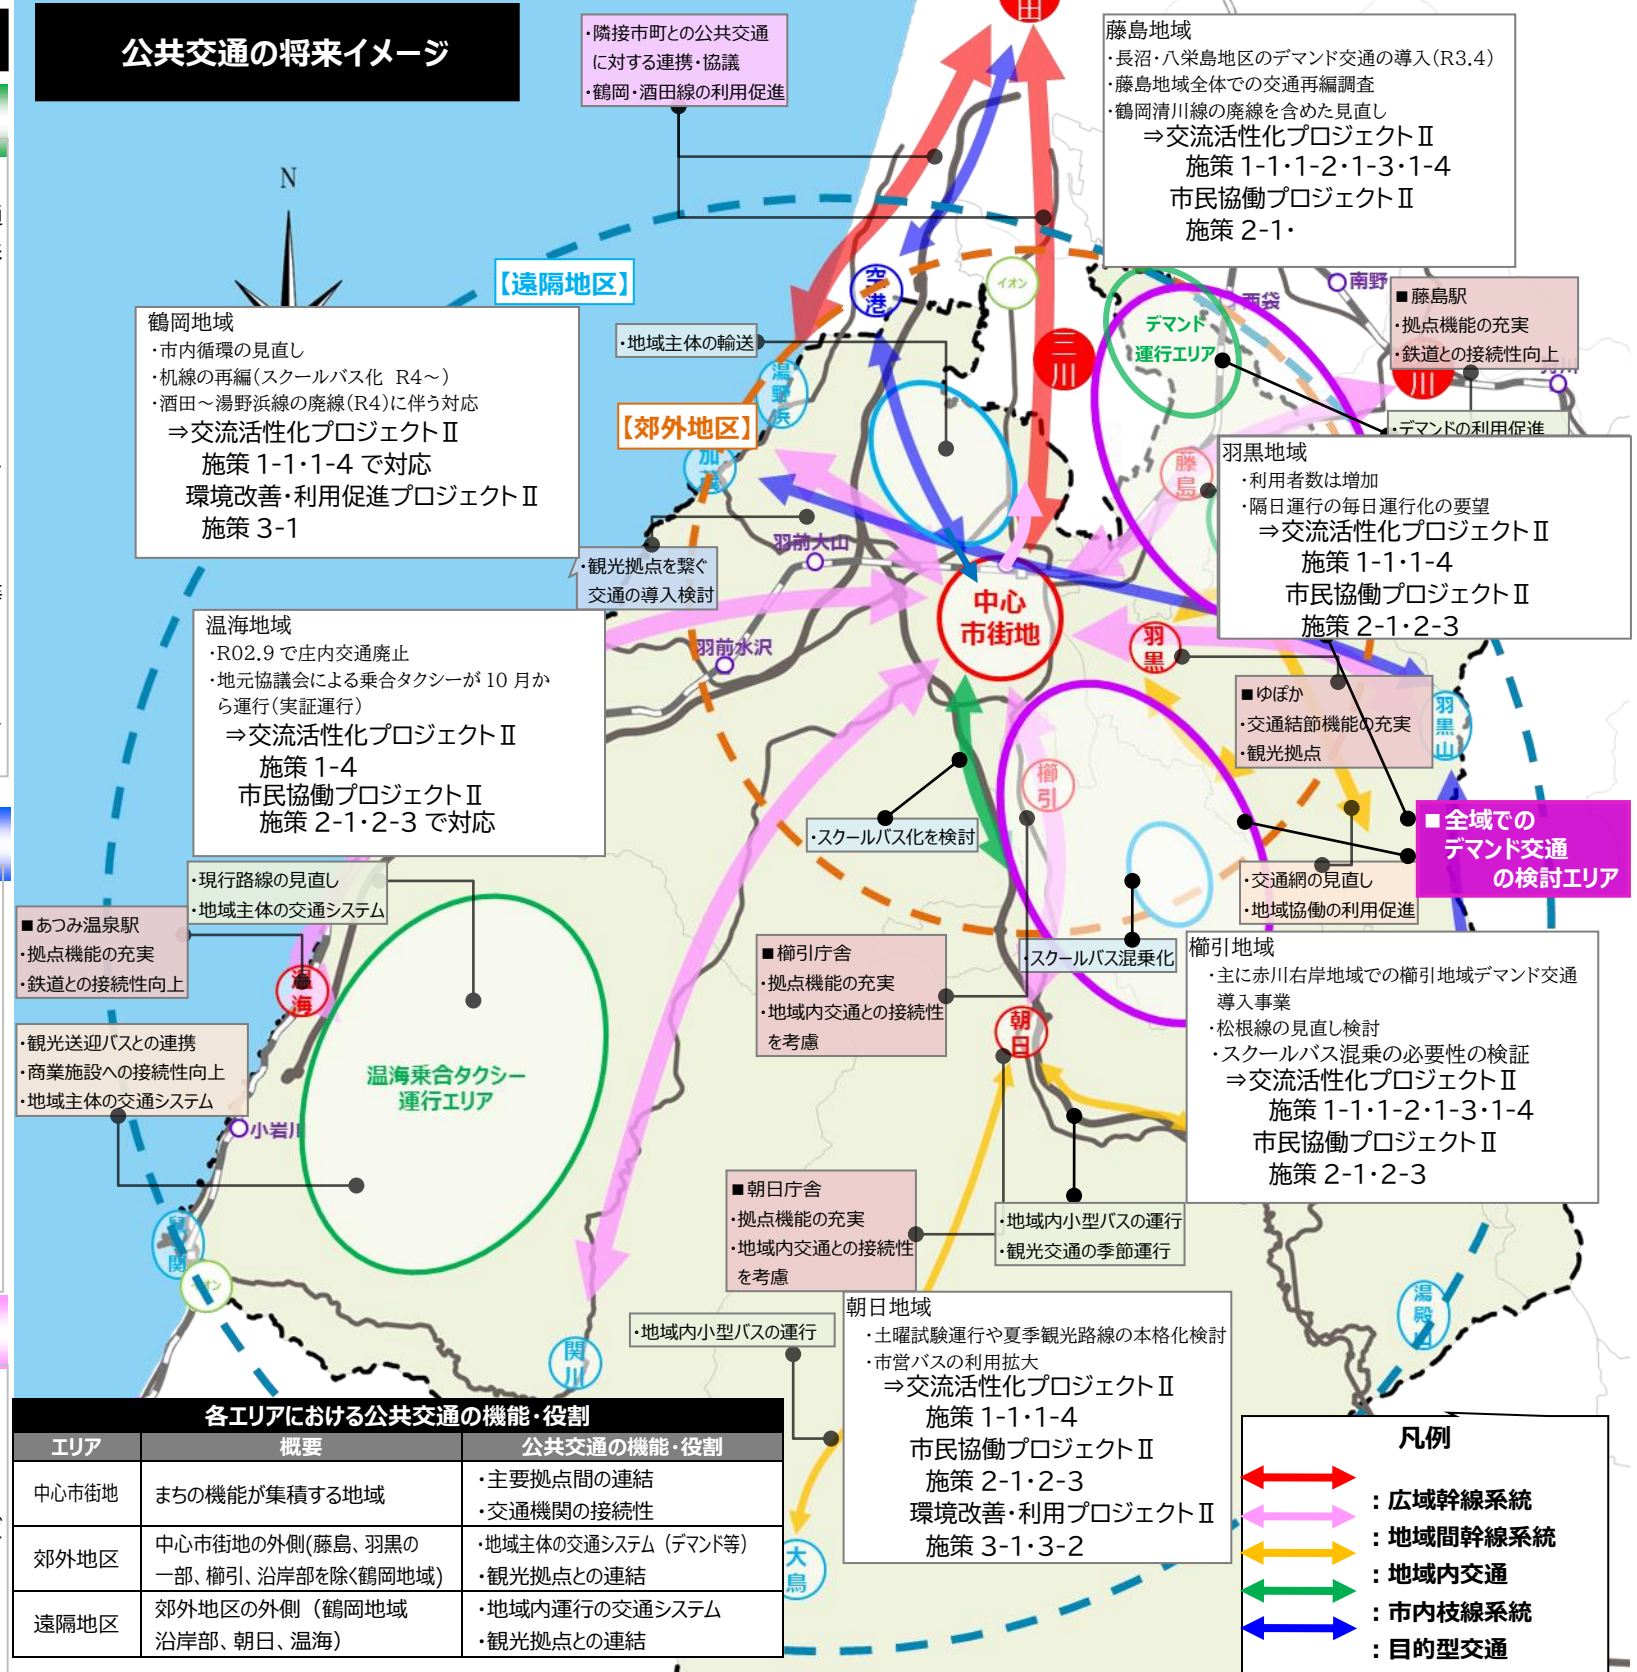 公共交通の将来イメージ
・隣接市町との公共交通
に対する連携・協議
・鶴岡・酒田線の利用促進
田
藤島地域
・長沼・八栄島地区のデマンド交通の導入(R3.4)
・藤島地域全体での交通再編調査
・鶴岡清川線の廃線を含めた見直し
⇒交流活性化プロジェクトⅡ
施策 1-1・1-2・1-3・1-4
市民協働プロジェクトⅡ
施策 2-1・
N
【遠隔地区】
空港
イオン
西袋
南野
デマンド
運行エリア
■藤島駅
・拠点機能の充実
・鉄道との接続性向上
川
・デマンドの利用促進
鶴岡地域
・市内循環の見直し
・机線の再編(スクールバス化 R4～)
・酒田～湯野浜線の廃線(R4)に伴う対応
⇒交流活性化プロジェクトⅡ
施策 1-1・1-4 で対応
環境改善・利用促進プロジェクトⅡ
施策 3-1
・地域主体の輸送
三川
湯野浜
【郊外地区】
加茂
藤島
羽黒地域
・利用者数は増加
・隔日運行の毎日運行化の要望
⇒交流活性化プロジェクトⅡ
施策 1-1・1-4
市民協働プロジェクトⅡ
施策 2-1・2-3
羽前大山
・観光拠点を繋ぐ
交通の導入検討
中心
市街地
羽黒
羽前水沢
温海地域
・R02.9 で庄内交通廃止
・地元協議会による乗合タクシーが 10 月か
ら運行(実証運行)
⇒交流活性化プロジェクトⅡ
施策 1-4
市民協働プロジェクトⅡ
施策 2-1・2-3 で対応
■ゆぽか
・交通結節機能の充実
・観光拠点
羽黒山
櫛引
・スクールバス化を検討
■全域での
デマンド交通
の検討エリア
・現行路線の見直し
・地域主体の交通システム
・交通網の見直し
・地域協働の利用促進
■あつみ温泉駅
・拠点機能の充実
・鉄道との接続性向上
温海
■櫛引庁舎
・拠点機能の充実
・地域内交通との接続性
を考慮
・スクールバス混乗化
櫛引地域
・主に赤川右岸地域での櫛引地域デマンド交通
導入事業
・松根線の見直し検討
・スクールバス混乗の必要性の検証
⇒交流活性化プロジェクトⅡ
施策 1-1・1-2・1-3・1-4
市民協働プロジェクトⅡ
施策 2-1・2-3
朝日
・観光送迎バスとの連携
・商業施設への接続性向上
・地域主体の交通システム
温海乗合タクシー
運行エリア
小岩川
■朝日庁舎
・拠点機能の充実
・地域内交通との接続性
を考慮
・地域内小型バスの運行
・観光交通の季節運行
鼠ヶ関
イオン
湯殿山
・地域内小型バスの運行
関川
朝日地域
・土曜試験運行や夏季観光路線の本格化検討
・市営バスの利用拡大
⇒交流活性化プロジェクトⅡ
施策 1-1・1-4
市民協働プロジェクトⅡ
施策 2-1・2-3
環境改善・利用プロジェクトⅡ
施策 3-1・3-2
大鳥
各エリアにおける公共交通の機能・役割
エリア 概要 公共交通の機能・役割
中心市街地 まちの機能が集積する地域 ・主要拠点間の連結
・交通機関の接続性
郊外地区 中心市街地の外側(藤島、羽黒の
一部、櫛引、沿岸部を除く鶴岡地域) ・地域主体の交通システム（デマンド等）
・観光拠点との連結
遠隔地区 郊外地区の外側（鶴岡地域
沿岸部、朝日、温海） ・地域内運行の交通システム
・観光拠点との連結
凡例
：広域幹線系統
：地域間幹線系統
：地域内交通
：市内枝線系統
：目的型交通